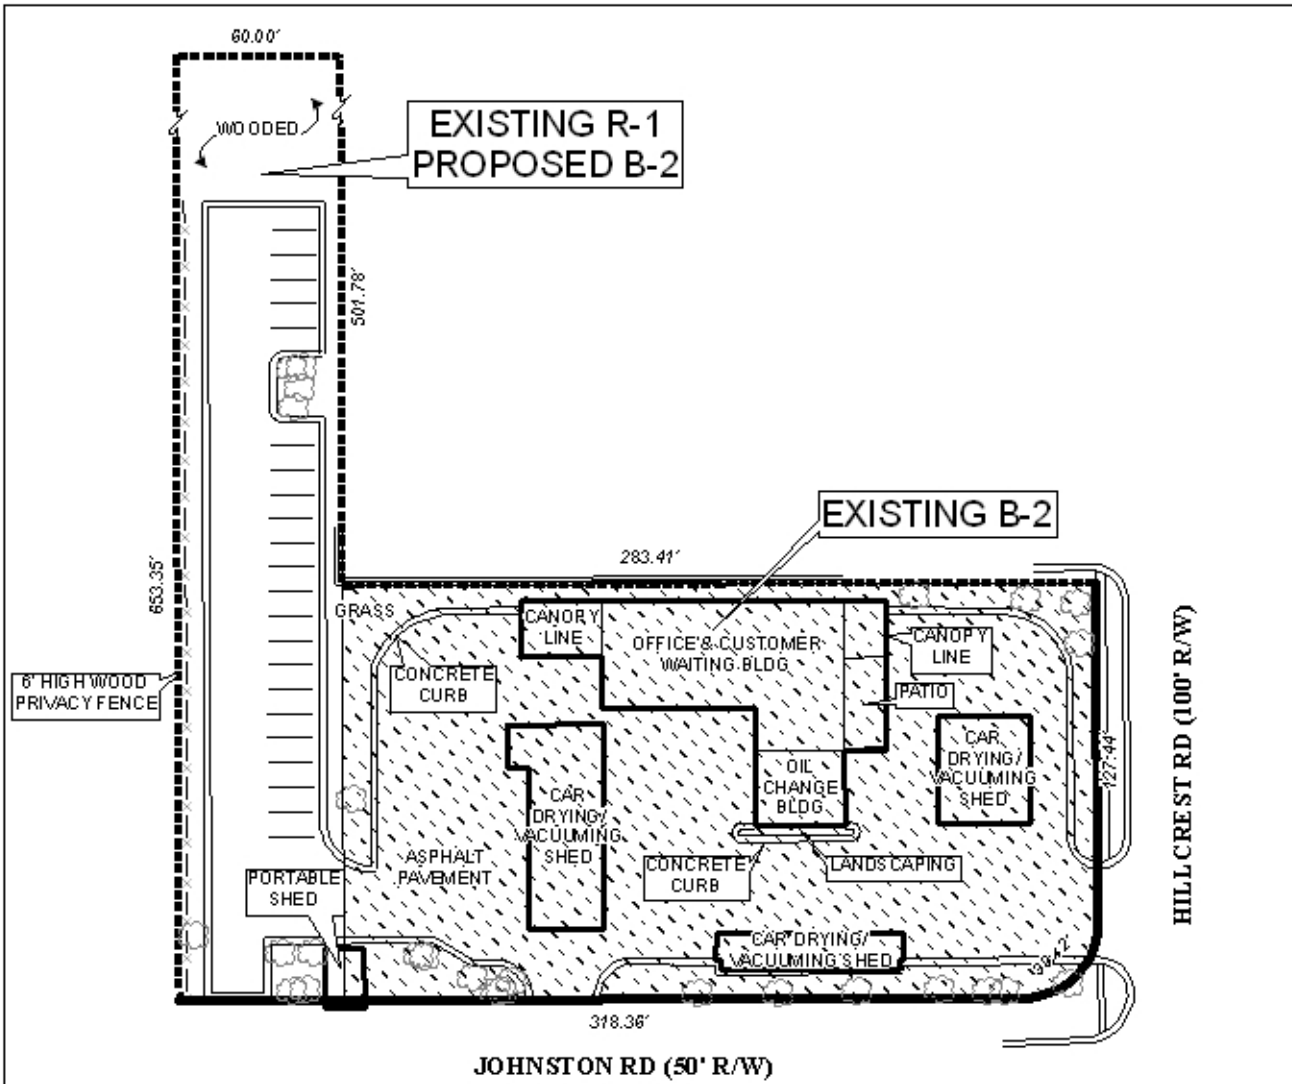 60.00'
WOODED
EXISTING R-1
PROPOSED B-2
501.78'
EXISTING B-2
283.41'
653.35'
GRASS
CANOPY
LINE
OFFICE & CUSTOMER
WAITING BLDG
CANOPY
LINE
6' HIGH WOOD
PRIVACY FENCE
CONCRETE
CURB
PATIO
HILLCREST RD (100' R/W)
127.44'
CAR
DRYING/
VACUUMING
SHED
OIL
CHANGE
BLDG
CAR
DRYING/
VACUUMING
SHED
ASPHALT
PAVEMENT
CONCRETE
CURB
LANDSCAPING
PORTABLE
SHED
CAR DRYING/
VACUUMING SHED
318.36'
JOHNSTON RD (50' R/W)